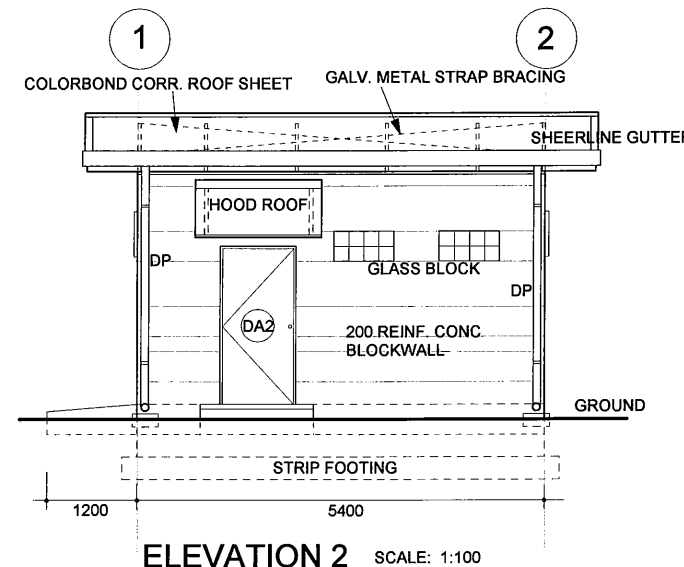 1
2
COLORBOND CORR. ROOF SHEET
GALV. METAL STRAP BRACING
SHEERLINE GUTTER
HOOD ROOF
DP
GLASS BLOCK
DP
DA2
200 REINF. CONC.
BLOCKWALL
GROUND
STRIP FOOTING
1200
5400
ELEVATION 2 SCALE: 1:100